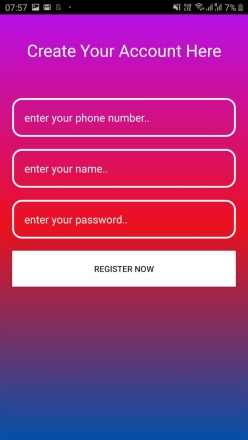 07:57
7%
Create Your Account Here
enter your phone number..
enter your name..
enter your password..
REGISTER NOW